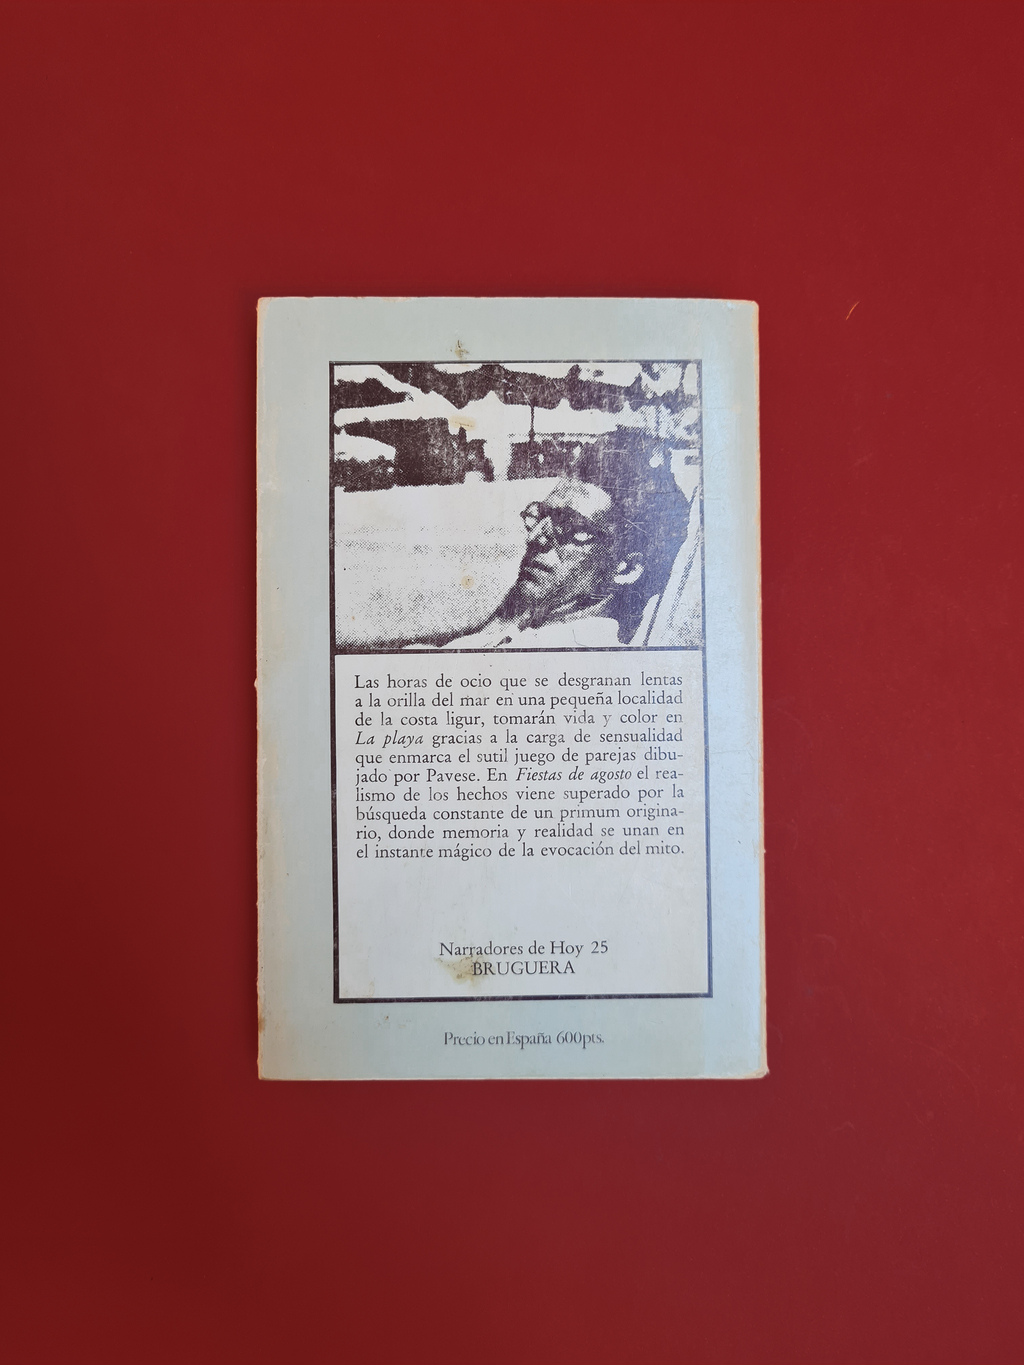 Las horas de ocio que se desgranan lentas
a la orilla del mar en una pequeña localidad
de la costa ligur, tomarán vida y color en
La playa gracias a la carga de sensualidad
que enmarca el sutil juego de parejas dibu-
jado por Pavese. En Fiestas de agosto el rea-
lismo de los hechos viene superado por la
búsqueda constante de un primum origina-
rio, donde memoria y realidad se unan en
el instante mágico de la evocación del mito.
Narradores de Hoy 25
BRUGUERA
Precio en España 600pts.